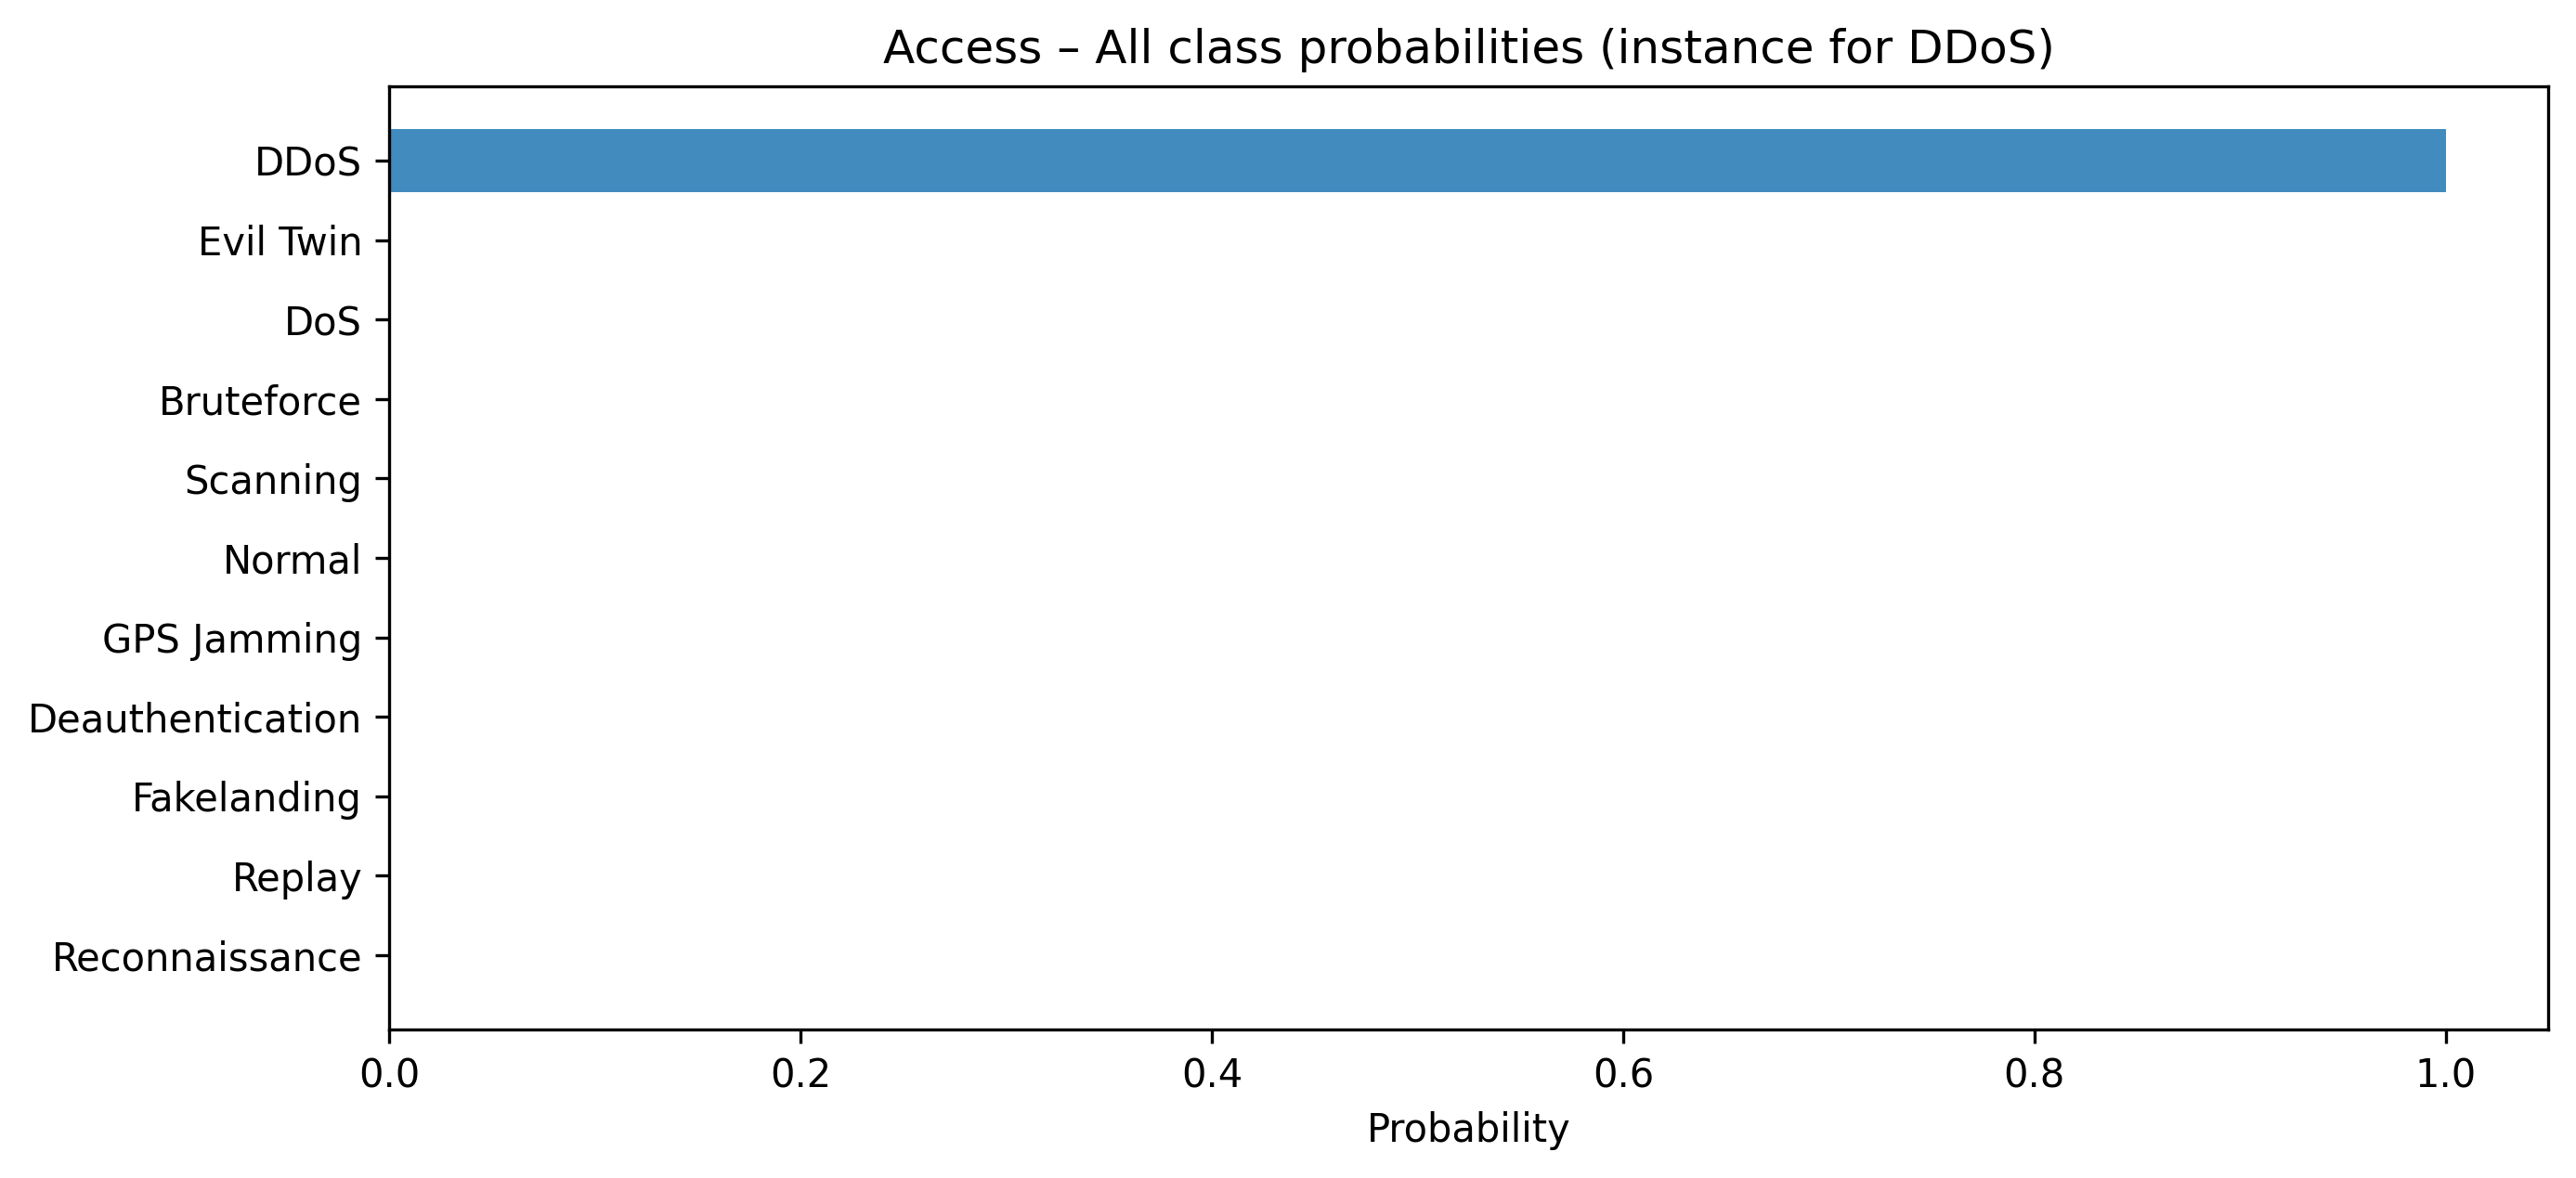 Access – All class probabilities (instance for DDoS)
DDoS
Evil Twin
DoS
Bruteforce
Scanning
Normal
GPS Jamming
Deauthentication
Fakelanding
Replay
Reconnaissance
0.0 0.2 0.4 0.6 0.8 1.0
Probability